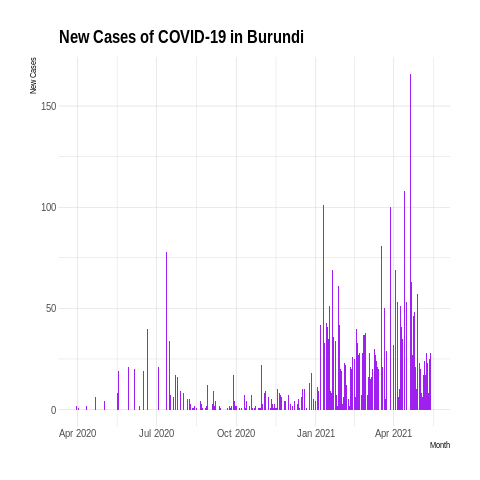 New Cases of COVID-19 in Burundi
New Cases
150
100
50
0
Apr 2020
Jul 2020
Oct 2020
Jan 2021
Apr 2021
Month